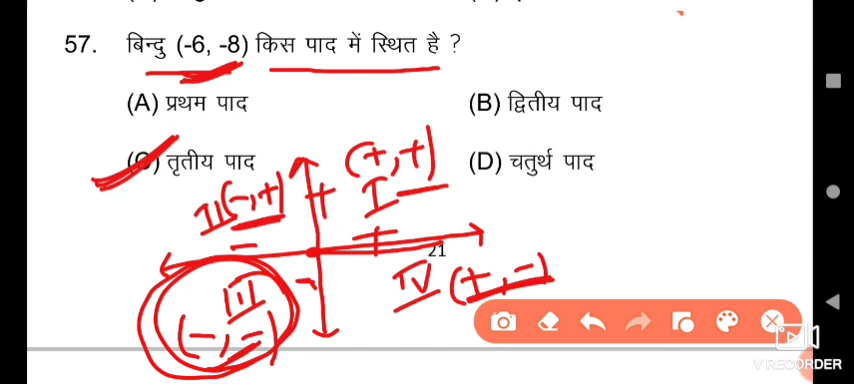 57. बिन्दु (-6, -8) किस पाद में स्थित है ?
(A) प्रथम पाद (B) द्वितीय पाद
(C) तृतीय पाद (D) चतुर्थ पाद
(+,+)
II(-,+) + I
- + 21
III - IV (+,-)
(-,-)
V RECORDER